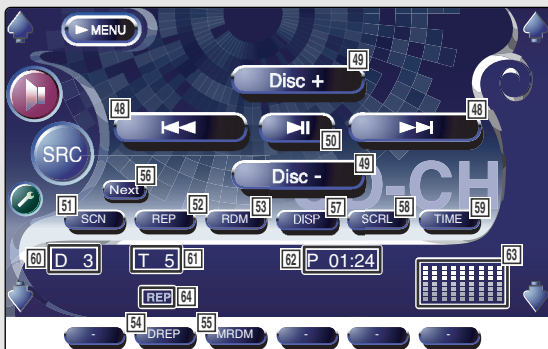 ►MENU
49
Disc +
48
48
50
SRC
49
Disc -
56
Next
CD-CH
51
52
53
57
58
59
SCN
REP
RDM
DISP
SCRL
TIME
60
D 3
T 5
61
62
P 01:24
63
REP
64
54
55
-
DREP
MRDM
-
-
-